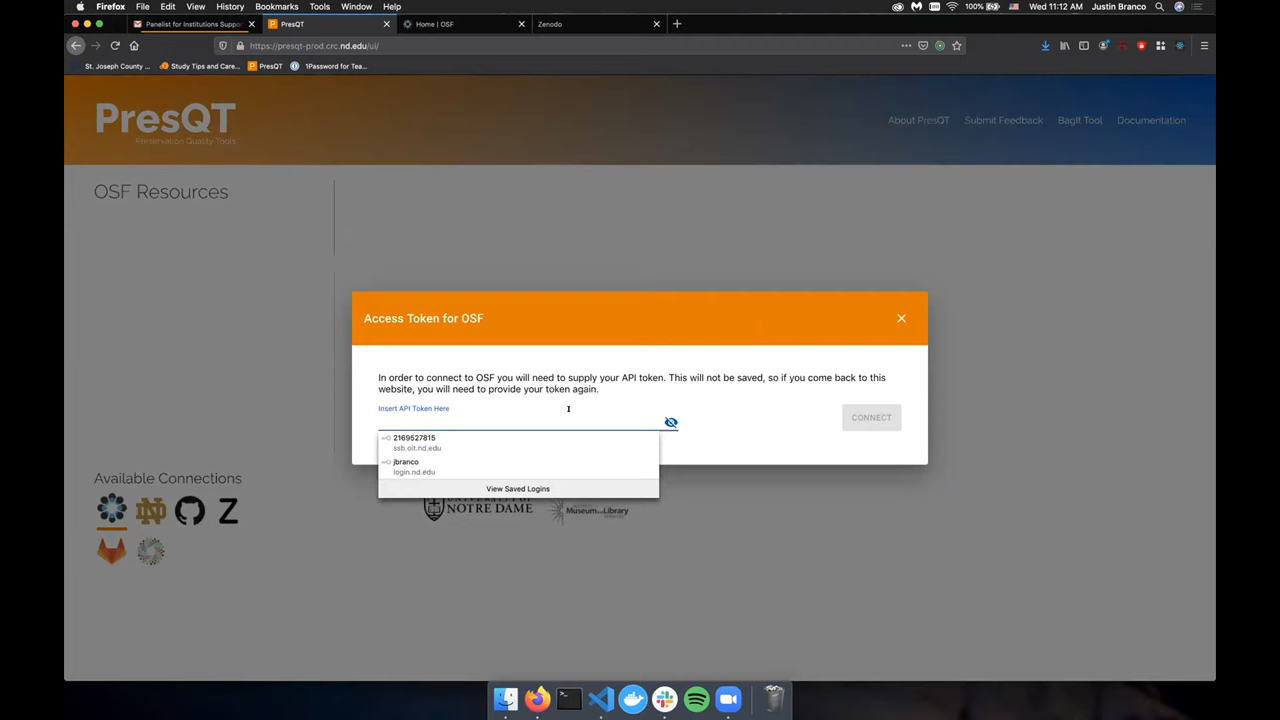 Firefox File Edit View History Bookmarks Tools Window Help 100% Wed 11:12 AM Justin Branco
Panelist for Institutions Suppo PresQT Home | OSF Zenodo
https://presqt-prod.crc.nd.edu/ui/
St. Joseph County ... Study Tips and Care... PresQT 1Password for Tea...
PresQT
Preservation Quality Tools
About PresQT Submit Feedback BagIt Tool Documentation
OSF Resources
Access Token for OSF
In order to connect to OSF you will need to supply your API token. This will not be saved, so if you come back to this
website, you will need to provide your token again.
Insert API Token Here
CONNECT
2169527815
ssb.oit.nd.edu
jbranco
login.nd.edu
View Saved Logins
Available Connections
UNIVERSITY OF
NOTRE DAME
Museum and Library